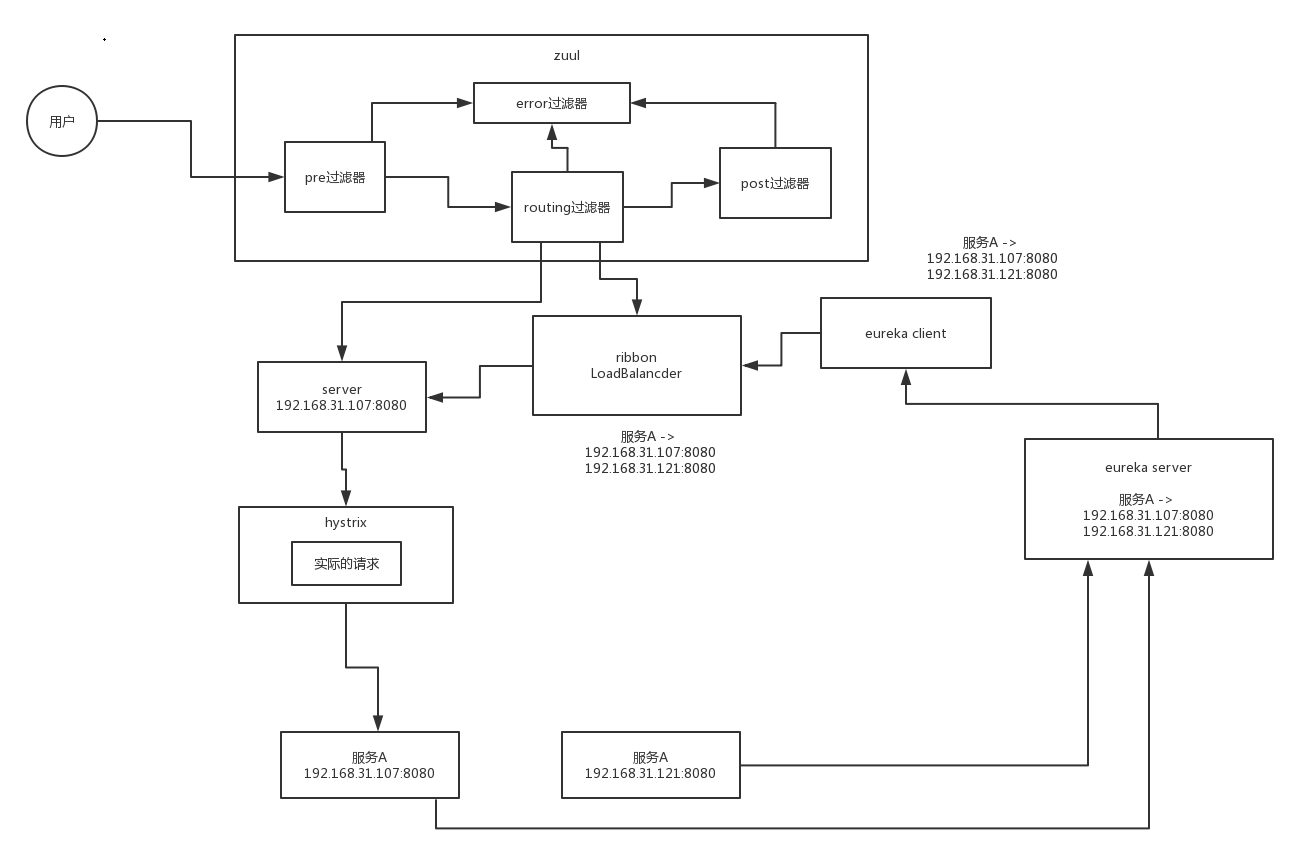 zuul
error过滤器
用户
pre过滤器
post过滤器
routing过滤器
服务A ->
192.168.31.107:8080
192.168.31.121:8080
eureka client
ribbon
LoadBalancder
server
192.168.31.107:8080
服务A ->
192.168.31.107:8080
192.168.31.121:8080
eureka server
服务A ->
192.168.31.107:8080
192.168.31.121:8080
hystrix
实际的请求
服务A
192.168.31.107:8080
服务A
192.168.31.121:8080